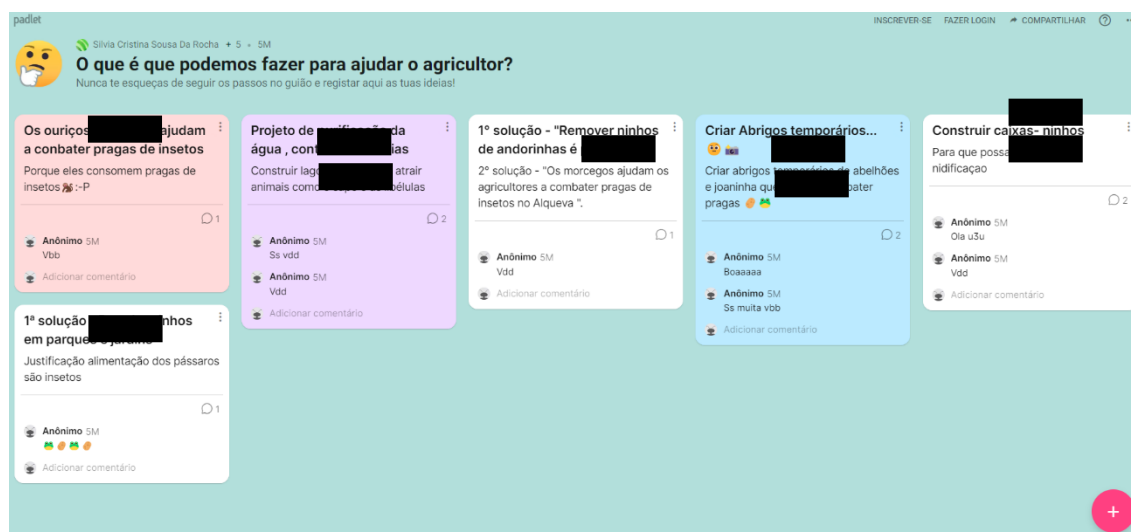 padlet
INSCREVER-SE FAZER LOGIN COMPARTILHAR
Silvia Cristina Sousa Da Rocha + 5 • 5M
O que é que podemos fazer para ajudar o agricultor?
Nunca te esqueças de seguir os passos no guião e registar aqui as tuas ideias!
Os ouriços ajudam
a conbater pragas de insetos
Porque eles consomem pragas de
insetos :-P
1
Anônimo 5M
Vbb
Adicionar comentário
1ª solução
em parques
Justificação alimentação dos pássaros
são insetos
1
Anônimo 5M
Adicionar comentário
Projeto de da
água ,
Construir atrair
animais como
2
Anônimo 5M
Ss vdd
Anônimo 5M
Vdd
Adicionar comentário
1º solução - "Remover ninhos
de andorinhas é
2º solução - "Os morcegos ajudam os
agricultores a combater pragas de
insetos no Alqueva ".
1
Anônimo 5M
Vdd
Adicionar comentário
Criar Abrigos temporários...
Criar abrigos de abelhões
e joaninha
pragas
2
Anônimo 5M
Boaaaaa
Anônimo 5M
Ss muita vbb
Adicionar comentário
Construir caixas- ninhos
Para que
nidificaçao
2
Anônimo 5M
Ola u3u
Anônimo 5M
Vdd
Adicionar comentário